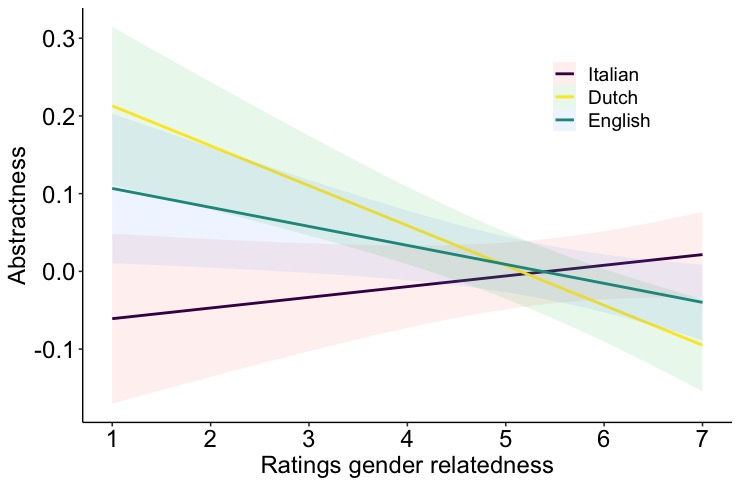 0.3
0.2
0.1
0.0
-0.1
Abstractness
Italian
Dutch
English
1 2 3 4 5 6 7
Ratings gender relatedness